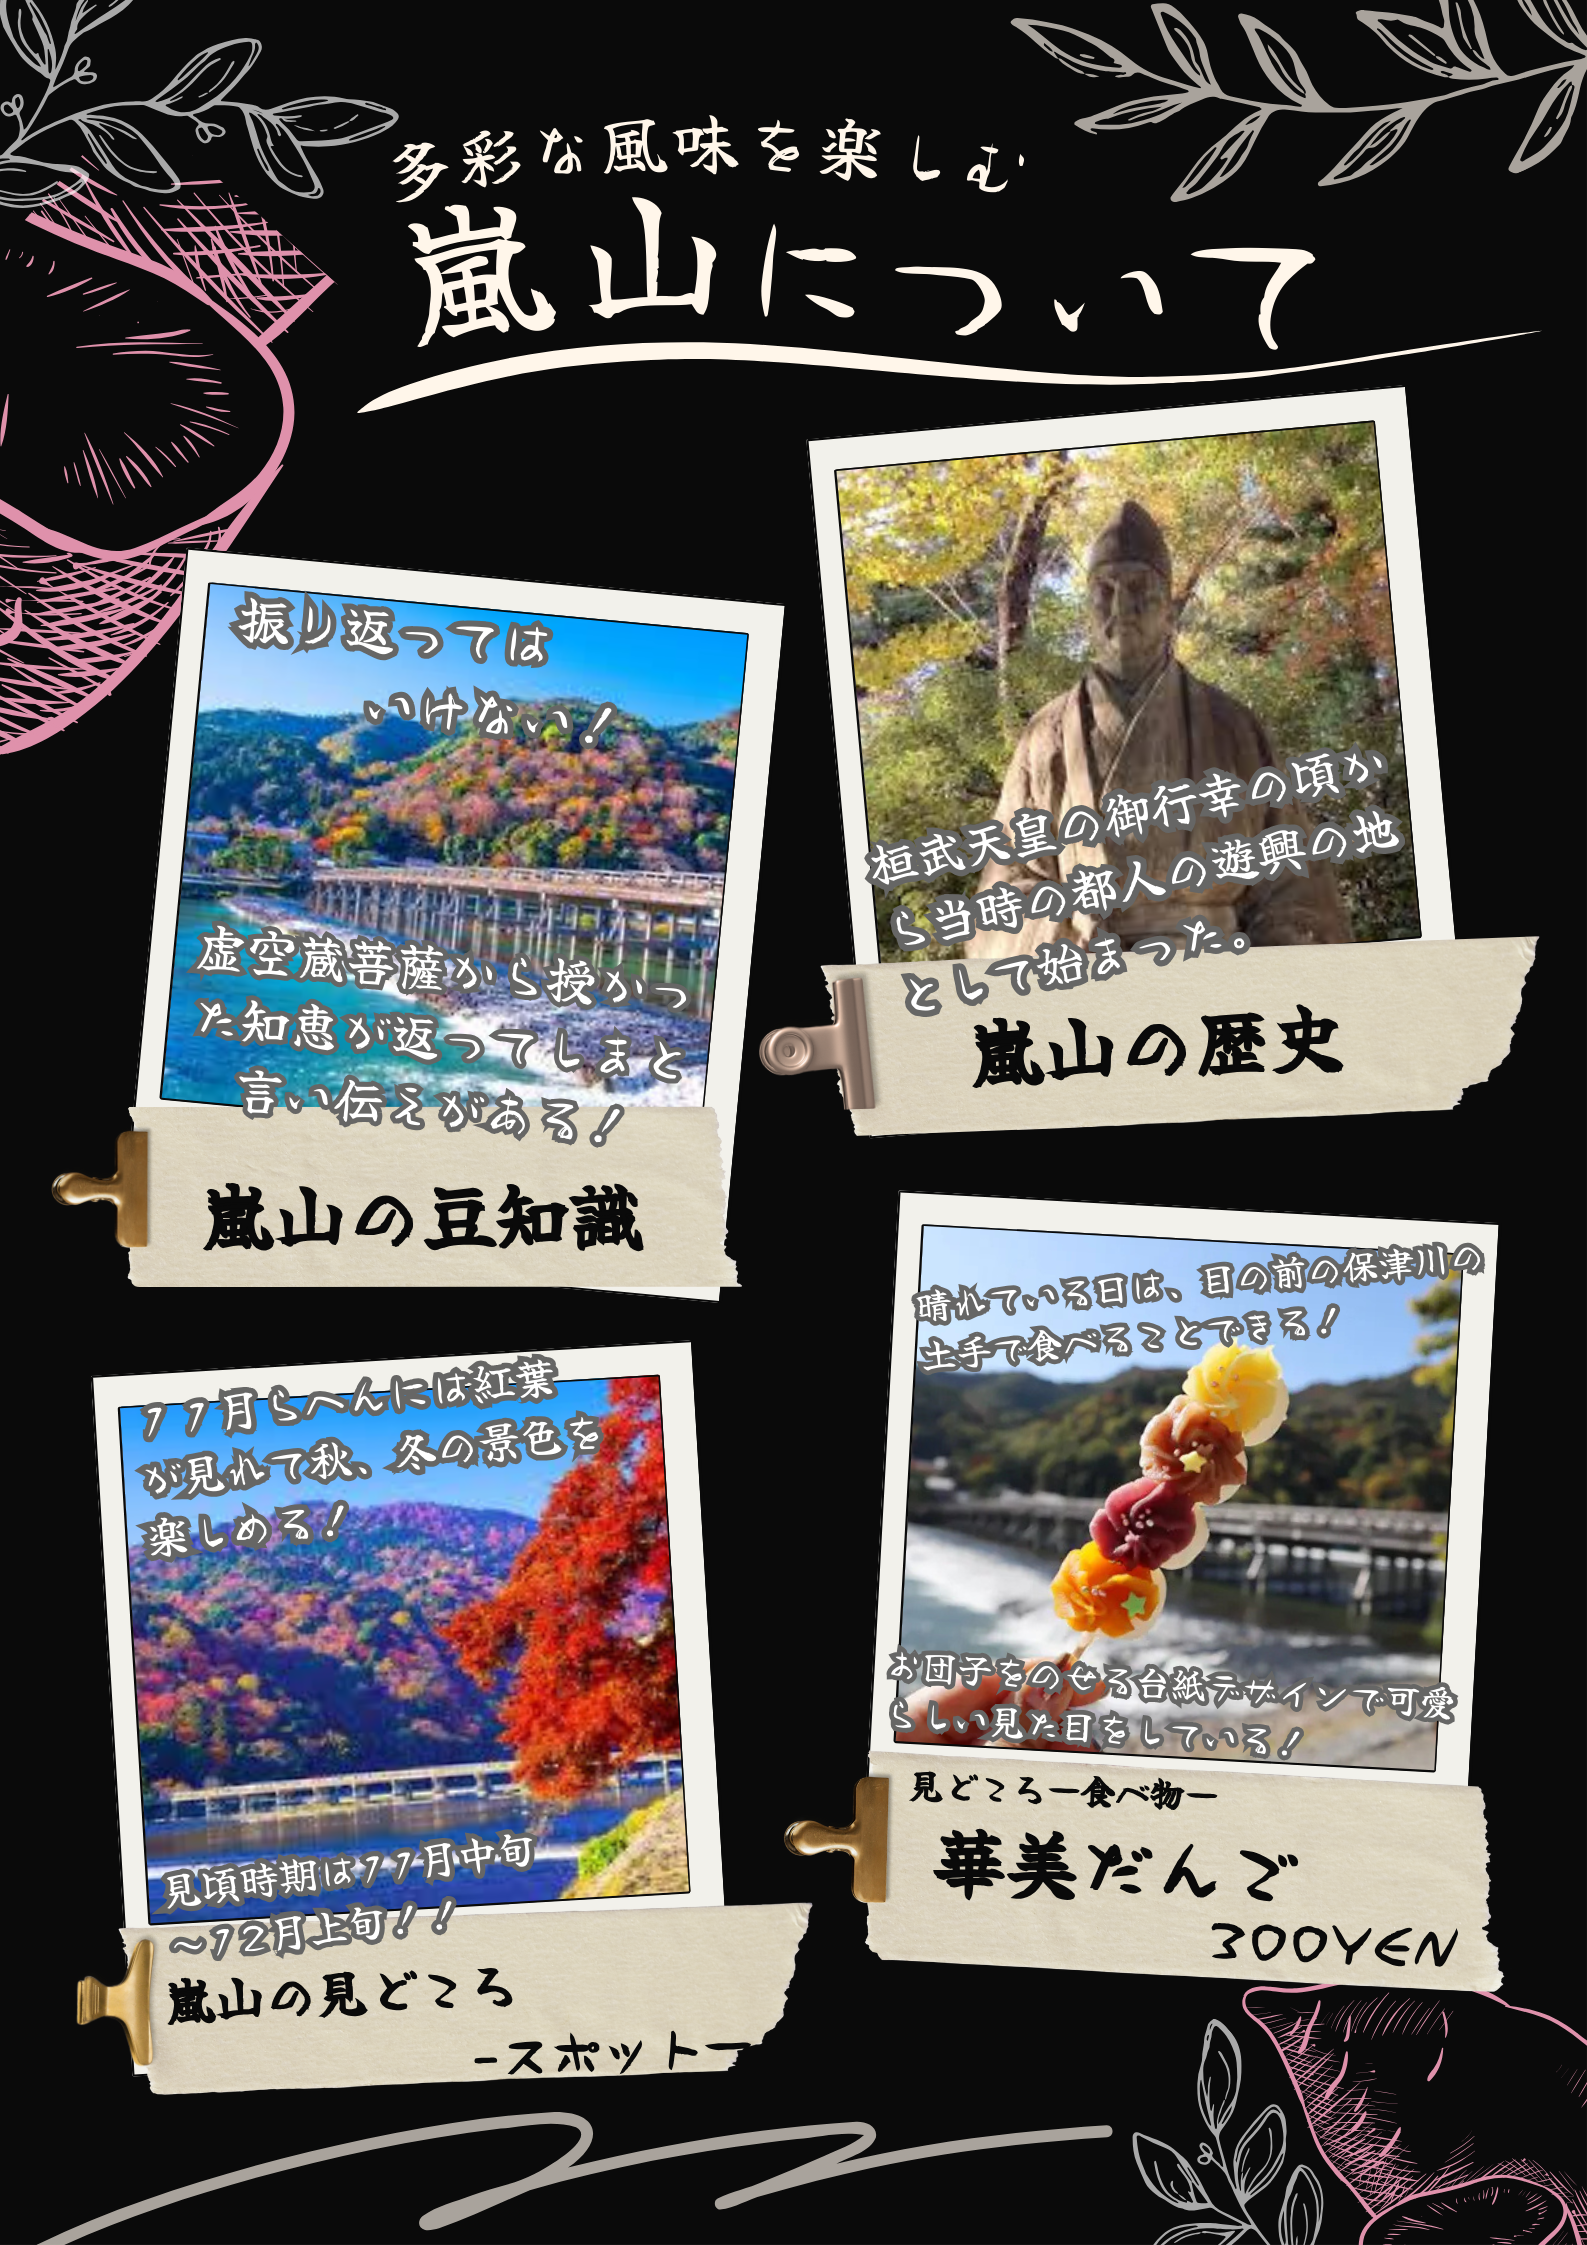 多彩な風味を楽しむ
嵐山について
振り返っては
いけない！
虚空蔵菩薩から授かっ
た知恵が返ってしまと
言い伝えがある！
嵐山の豆知識
桓武天皇の御行幸の頃か
ら当時の都人の遊興の地
として始まった。
嵐山の歴史
11月らへんには紅葉
が見れて秋、冬の景色を
楽しめる！
見頃時期は11月中旬
～12月上旬！！
嵐山の見どころ
-スポットー
晴れている日は、目の前の保津川の
土手で食べることできる！
お団子をのせる台紙デザインで可愛
らしい見た目をしている！
見どころー食べ物ー
華美だんご
300YEN